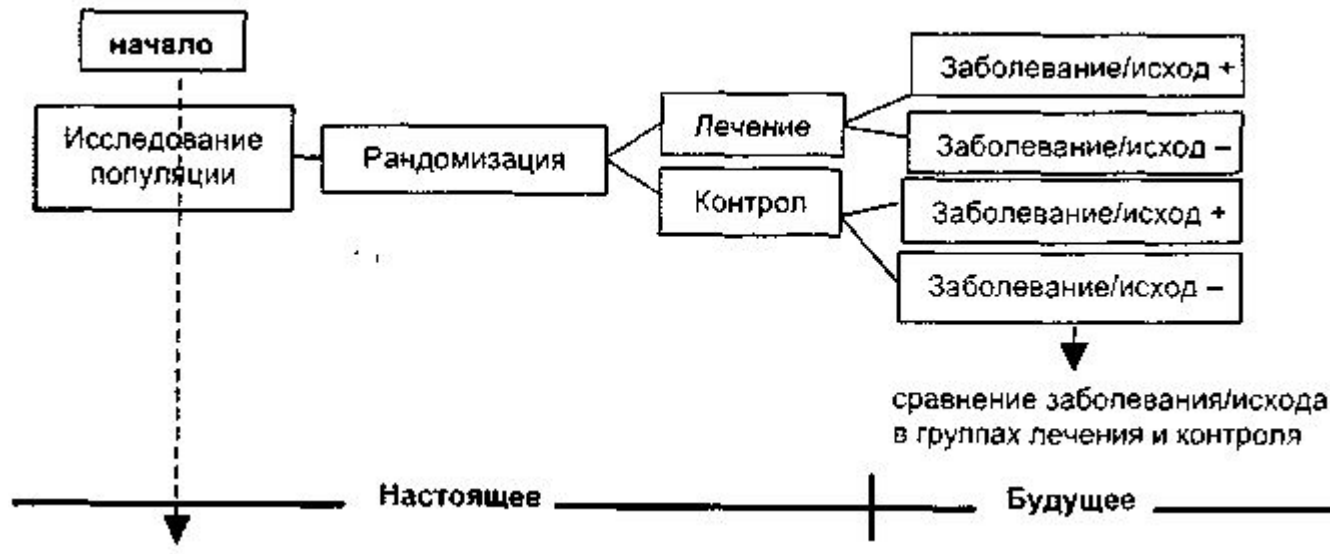 начало
Исследование
популяции
Рандомизация
Лечение
Контрол
Заболевание/исход +
Заболевание/исход –
Заболевание/исход +
Заболевание/исход –
сравнение заболевания/исхода
в группах лечения и контроля
Настоящее
Будущее